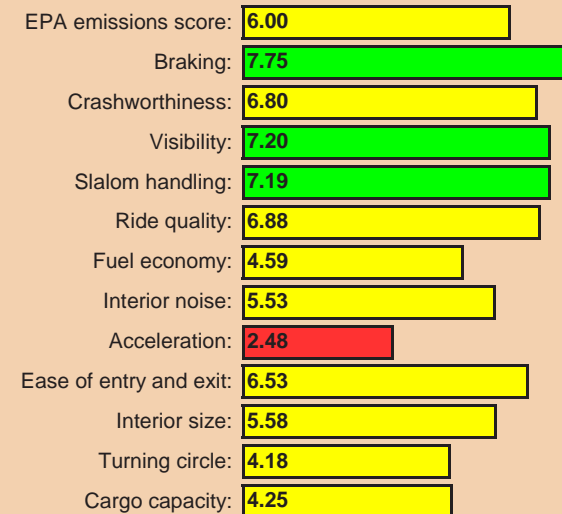 EPA emissions score: 6.00
Braking: 7.75
Crashworthiness: 6.80
Visibility: 7.20
Slalom handling: 7.19
Ride quality: 6.88
Fuel economy: 4.59
Interior noise: 5.53
Acceleration: 2.48
Ease of entry and exit: 6.53
Interior size: 5.58
Turning circle: 4.18
Cargo capacity: 4.25